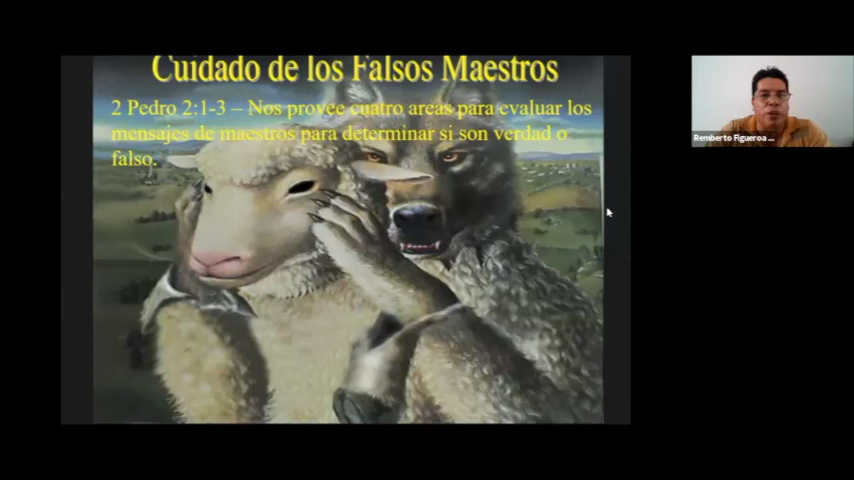 Cuidado de los Falsos Maestros
2 Pedro 2:1-3 – Nos provee cuatro areas para evaluar los
mensajes de maestros para determinar si son verdad o
falso.
Remberto Figueroa ...